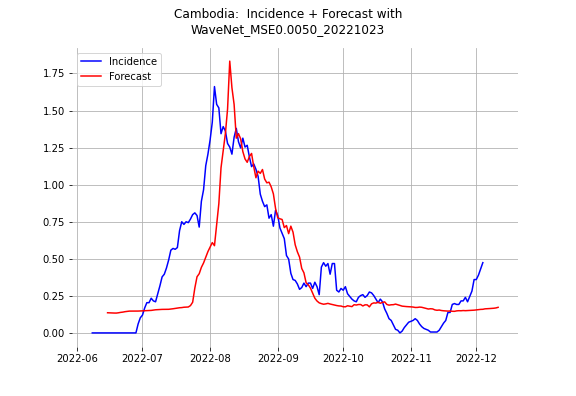 Cambodia:  Incidence + Forecast with
WaveNet_MSE0.0050_20221023
Incidence
Forecast
1.75
1.50
1.25
1.00
0.75
0.50
0.25
0.00
2022-06 2022-07 2022-08 2022-09 2022-10 2022-11 2022-12